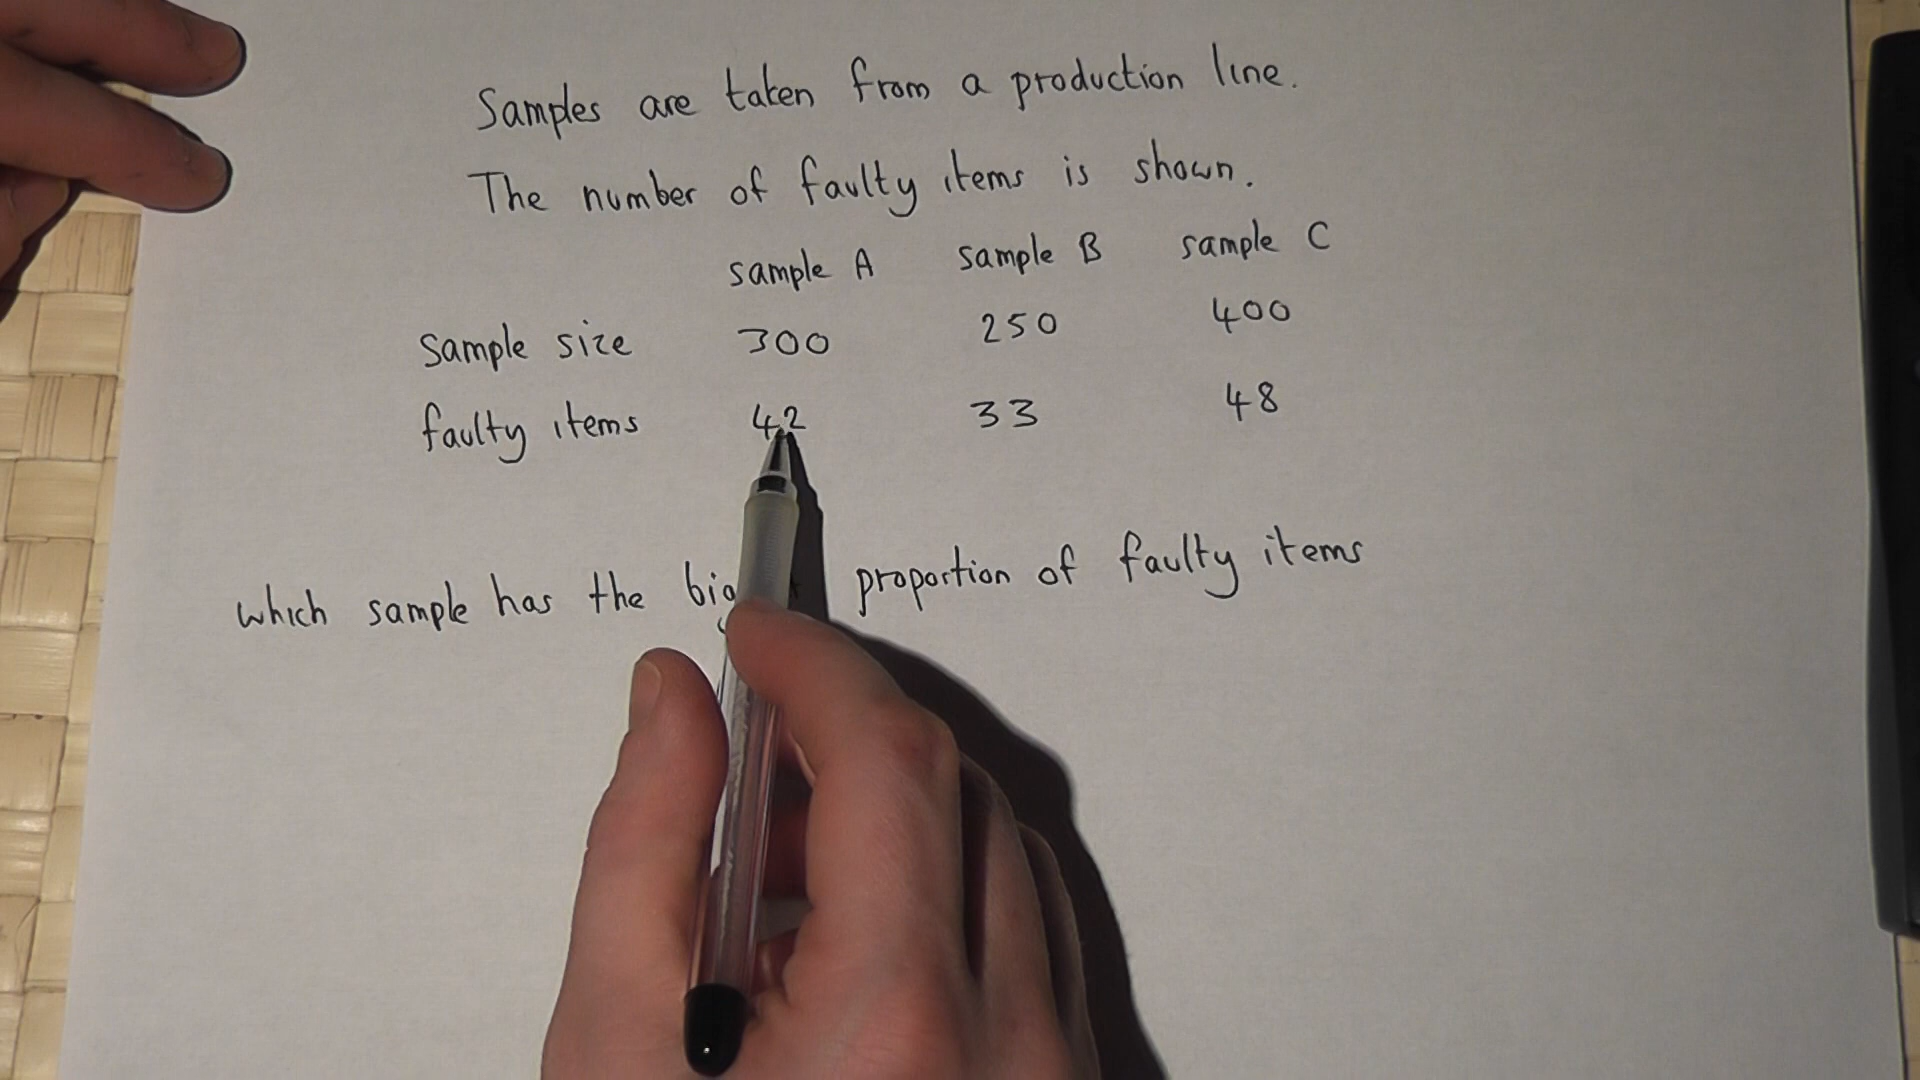 Samples are taken from a production line.
The number of faulty items is shown.
sample A sample B sample C
Sample size 300 250 400
faulty items 42 33 48
which sample has the proportion of faulty items